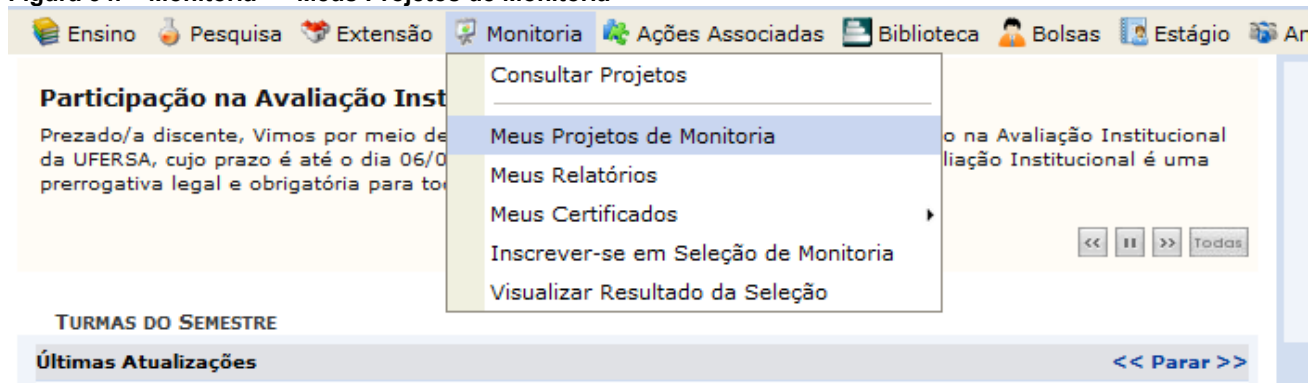 Ensino Pesquisa Extensão Monitoria Ações Associadas Biblioteca Bolsas Estágio
Consultar Projetos
Participação na Avaliação Inst
Prezado/a discente, Vimos por meio de
da UFERSA, cujo prazo é até o dia 06/0
prerrogativa legal e obrigatória para to
Meus Projetos de Monitoria
o na Avaliação Institucional
liação Institucional é uma
Meus Relatórios
Meus Certificados
Inscrever-se em Seleção de Monitoria
Visualizar Resultado da Seleção
<< II >> Todas
TURMAS DO SEMESTRE
Últimas Atualizações
<< Parar >>